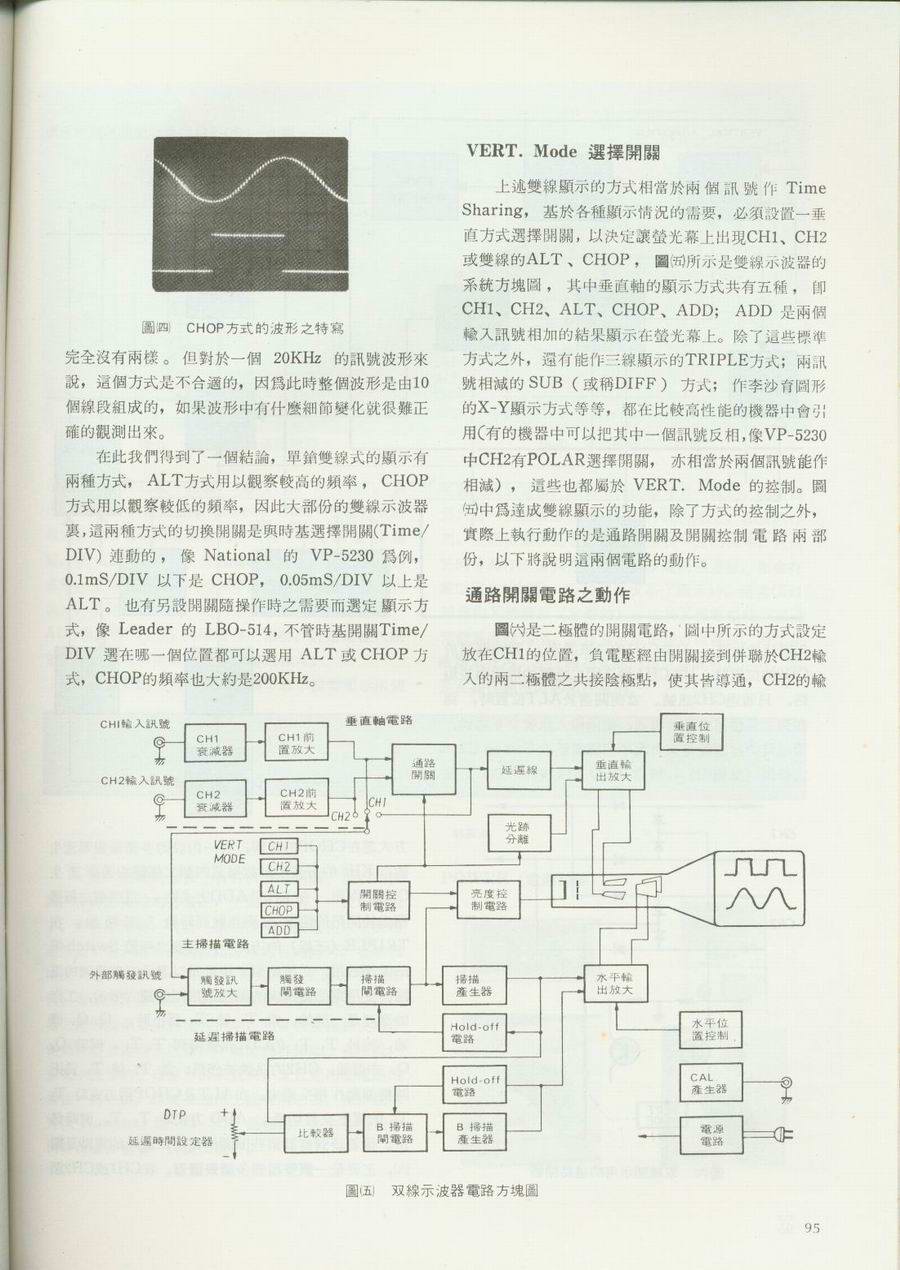 圖㈣ CHOP方式的波形之特寫
完全沒有兩樣。但對於一個 20KHz 的訊號波形來
說，這個方式是不合適的，因爲此時整個波形是由10
個線段組成的，如果波形中有什麼細節變化就很難正
確的觀測出來。
在此我們得到了一個結論，單鎗雙線式的顯示有
兩種方式，ALT方式用以觀察較高的頻率，CHOP
方式用以觀察較低的頻率，因此大部份的雙線示波器
裏，這兩種方式的切換開關是與時基選擇開關(Time/
DIV) 連動的，像 National 的 VP-5230 爲例，
0.1mS/DIV 以下是 CHOP，0.05mS/DIV 以上是
ALT。也有另設開關隨操作時之需要而選定顯示方
式，像 Leader 的 LBO-514，不管時基開關Time/
DIV 選在哪一個位置都可以選用 ALT 或 CHOP 方
式，CHOP的頻率也大約是200KHz。
VERT. Mode 選擇開關
上述雙線顯示的方式相當於兩個訊號作 Time
Sharing，基於各種顯示情況的需要，必須設置一垂
直方式選擇開關，以決定讓螢光幕上出現CH1、CH2
或雙線的ALT、CHOP，圖㈤所示是雙線示波器的
系統方塊圖，其中垂直軸的顯示方式共有五種，卽
CH1、CH2、ALT、CHOP、ADD；ADD 是兩個
輸入訊號相加的結果顯示在螢光幕上。除了這些標準
方式之外，還有能作三線顯示的TRIPLE方式；兩訊
號相減的 SUB（或稱DIFF）方式；作李沙育圖形
的X-Y顯示方式等等，都在比較高性能的機器中會引
用(有的機器中可以把其中一個訊號反相，像VP-5230
中CH2有POLAR選擇開關，亦相當於兩個訊號能作
相減），這些也都屬於 VERT. Mode 的控制。圖
㈤中爲達成雙線顯示的功能，除了方式的控制之外，
實際上執行動作的是通路開關及開關控制電路兩部
份，以下將說明這兩個電路的動作。
通路開關電路之動作
圖㈥是二極體的開關電路，圖中所示的方式設定
放在CH1的位置，負電壓經由開關接到併聯於CH2輸
入的兩二極體之共接陰極點，使其皆導通，CH2的輸
CH1輸入訊號
CH1
衰減器
CH1前
置放大
垂直軸電路
通路
開關
延遲線
垂直輸
出放大
垂直位
置控制
CH2輸入訊號
CH2
衰減器
CH2前
置放大
CH2
CH1
光跡
分離
VERT
MODE
CH1
CH2
ALT
CHOP
ADD
開關控
制電路
亮度控
制電路
主掃描電路
外部觸發訊號
觸發訊
號放大
觸發
閘電路
掃描
閘電路
掃描
產生器
水平輸
出放大
延遲掃描電路
Hold-off
電路
水平位
置控制
Hold-off
電路
CAL
產生器
DTP
延遲時間設定器
+
-
比較器
B 掃描
閘電路
B 掃描
產生器
電源
電路
圖㈤ 双線示波器電路方塊圖
95